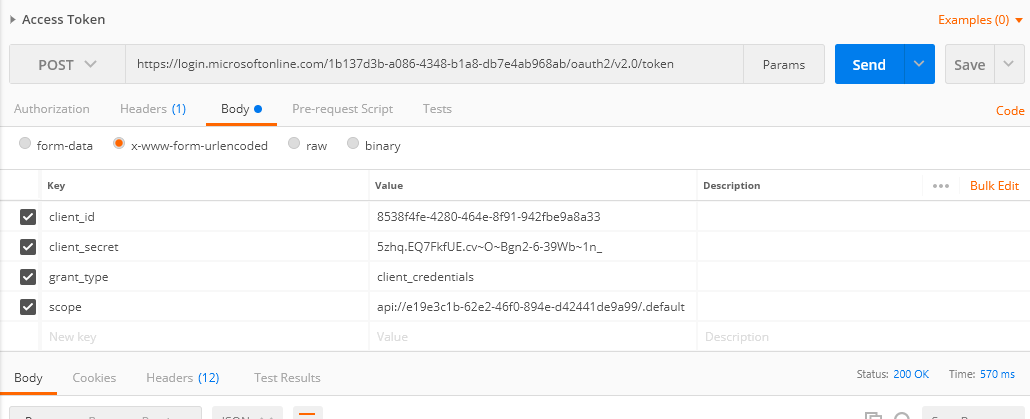 Access Token Examples (0)
POST https://login.microsoftonline.com/1b137d3b-a086-4348-b1a8-db7e4ab968ab/oauth2/v2.0/token Params Send Save
Authorization Headers (1) Body Pre-request Script Tests Code
form-data x-www-form-urlencoded raw binary
Key Value Description ••• Bulk Edit
client_id 8538f4fe-4280-464e-8f91-942fbe9a8a33
client_secret 5zhq.EQ7FkfUE.cv~O~Bgn2-6-39Wb~1n_
grant_type client_credentials
scope api://e19e3c1b-62e2-46f0-894e-d42441de9a99/.default
New key Value Description
Body Cookies Headers (12) Test Results Status: 200 OK Time: 570 ms